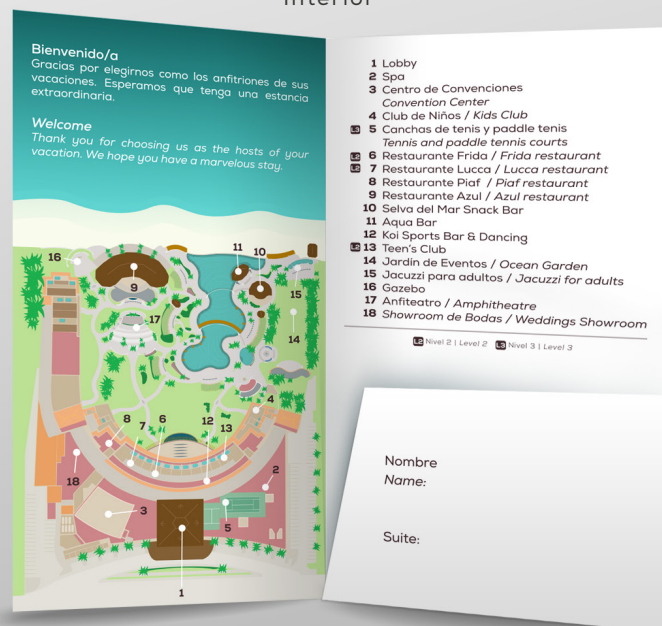 Interior
Bienvenido/a
Gracias por elegirnos como los anfitriones de sus
vacaciones. Esperamos que tenga una estancia
extraordinaria.
Welcome
Thank you for choosing us as the hosts of your
vacation. We hope you have a marvelous stay.
16
9
17
11
10
15
14
4
8
7
6
12
13
18
3
2
5
1
1 Lobby
2 Spa
3 Centro de Convenciones
Convention Center
4 Club de Niños / Kids Club
L3 5 Canchas de tenis y paddle tenis
Tennis and paddle tennis courts
L2 6 Restaurante Frida / Frida restaurant
L2 7 Restaurante Lucca / Lucca restaurant
8 Restaurante Piaf / Piaf restaurant
9 Restaurante Azul / Azul restaurant
10 Selva del Mar Snack Bar
11 Aqua Bar
12 Koi Sports Bar & Dancing
L2 13 Teen's Club
14 Jardín de Eventos / Ocean Garden
15 Jacuzzi para adultos / Jacuzzi for adults
16 Gazebo
17 Anfiteatro / Amphitheatre
18 Showroom de Bodas / Weddings Showroom
L2 Nivel 2 | Level 2 L3 Nivel 3 | Level 3
Nombre
Name:
Suite: